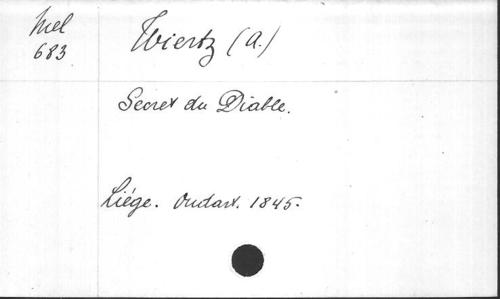 Mel
683
Wiertz (A.)
Secret du Diable.
Liége. Oudart. 1845.